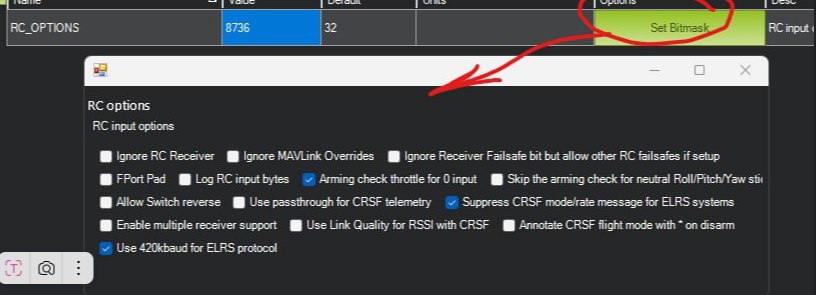 Name Value Default Units Options Desc
RC_OPTIONS 8736 32 Set Bitmask RC input
RC options
RC input options
Ignore RC Receiver Ignore MAVLink Overrides Ignore Receiver Failsafe bit but allow other RC failsafes if setup
FPort Pad Log RC input bytes Arming check throttle for 0 input Skip the arming check for neutral Roll/Pitch/Yaw stic
Allow Switch reverse Use passthrough for CRSF telemetry Suppress CRSF mode/rate message for ELRS systems
Enable multiple receiver support Use Link Quality for RSSI with CRSF Annotate CRSF flight mode with * on disarm
Use 420kbaud for ELRS protocol
T